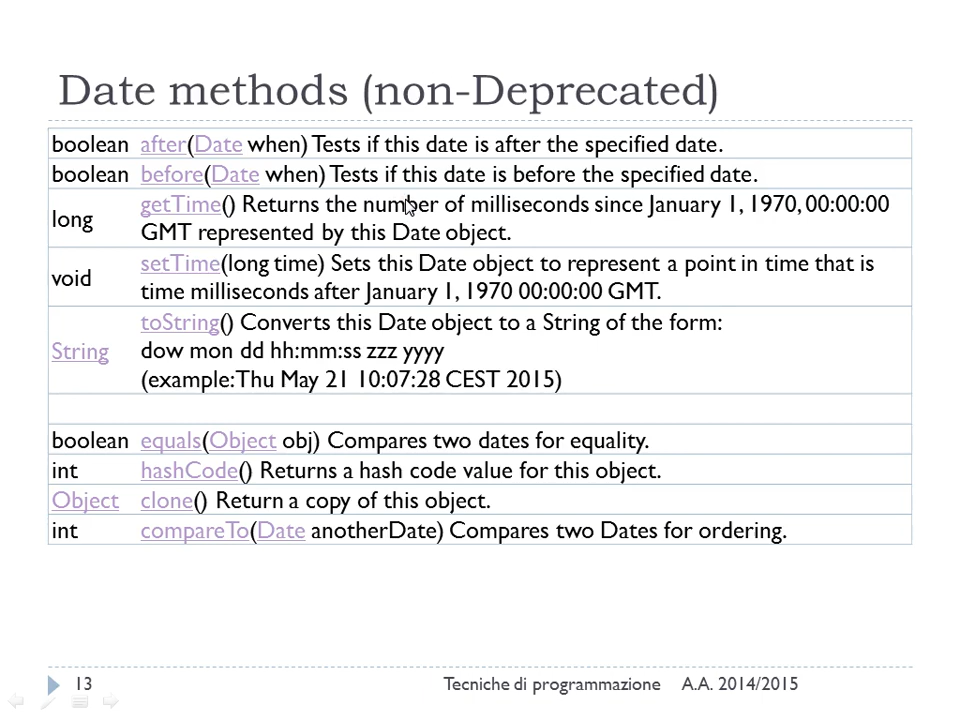 Date methods (non-Deprecated)
boolean after(Date when) Tests if this date is after the specified date.
boolean before(Date when) Tests if this date is before the specified date.
long getTime() Returns the number of milliseconds since January 1, 1970, 00:00:00
GMT represented by this Date object.
void setTime(long time) Sets this Date object to represent a point in time that is
time milliseconds after January 1, 1970 00:00:00 GMT.
String toString() Converts this Date object to a String of the form:
dow mon dd hh:mm:ss zzz yyyy
(example: Thu May 21 10:07:28 CEST 2015)
boolean equals(Object obj) Compares two dates for equality.
int hashCode() Returns a hash code value for this object.
Object clone() Return a copy of this object.
int compareTo(Date anotherDate) Compares two Dates for ordering.
13 Tecniche di programmazione A.A. 2014/2015